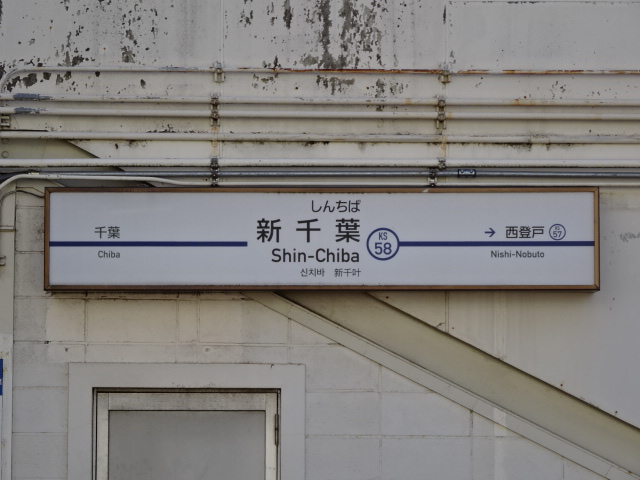 しんちば
新千葉
Shin-Chiba
신치바 新千叶
KS
58
千葉
Chiba
→ 西登戸
KS
57
Nishi-Nobuto